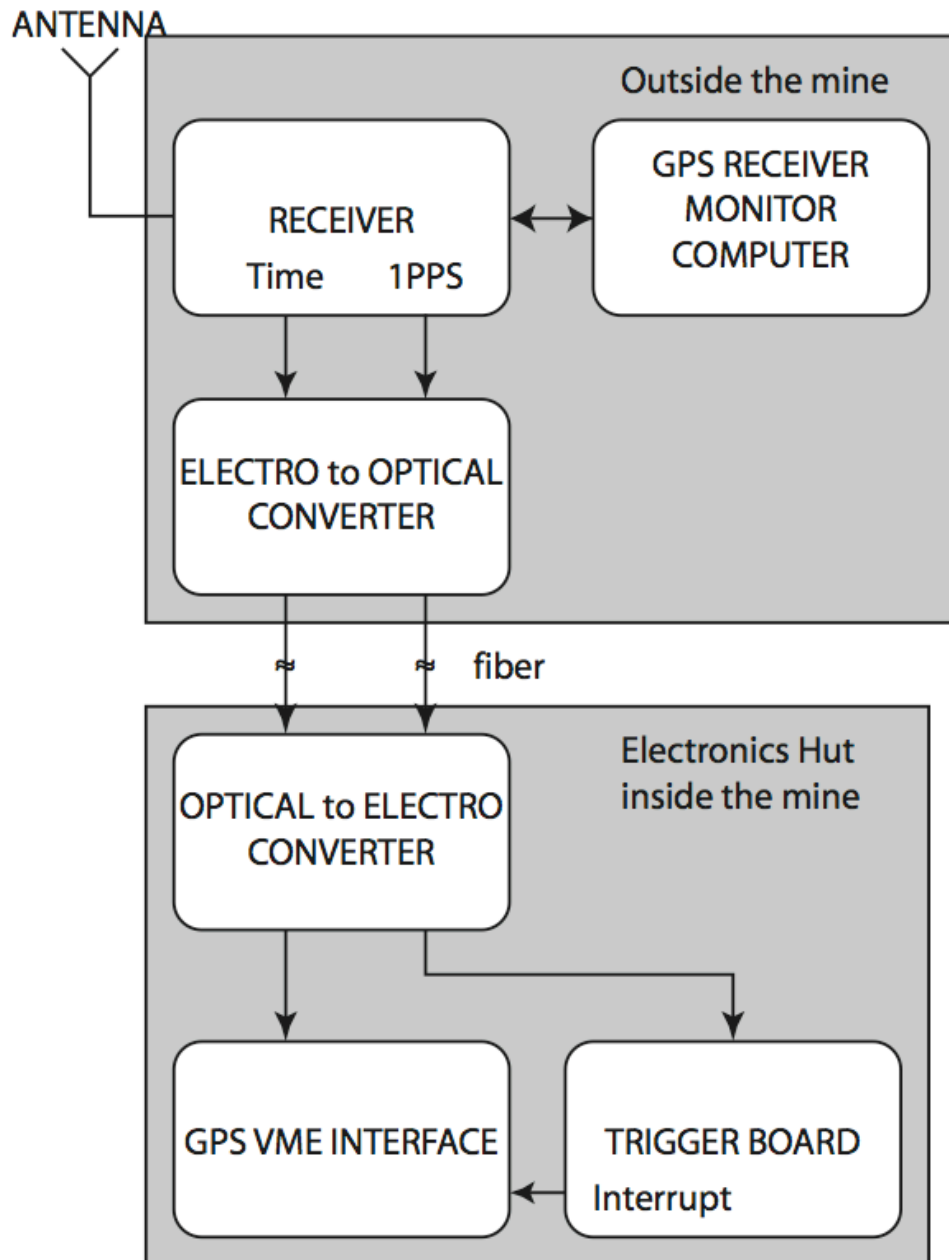 ANTENNA
Outside the mine
RECEIVER
Time 1PPS
GPS RECEIVER
MONITOR
COMPUTER
ELECTRO to OPTICAL
CONVERTER
≈ ≈ fiber
Electronics Hut
inside the mine
OPTICAL to ELECTRO
CONVERTER
GPS VME INTERFACE
TRIGGER BOARD
Interrupt